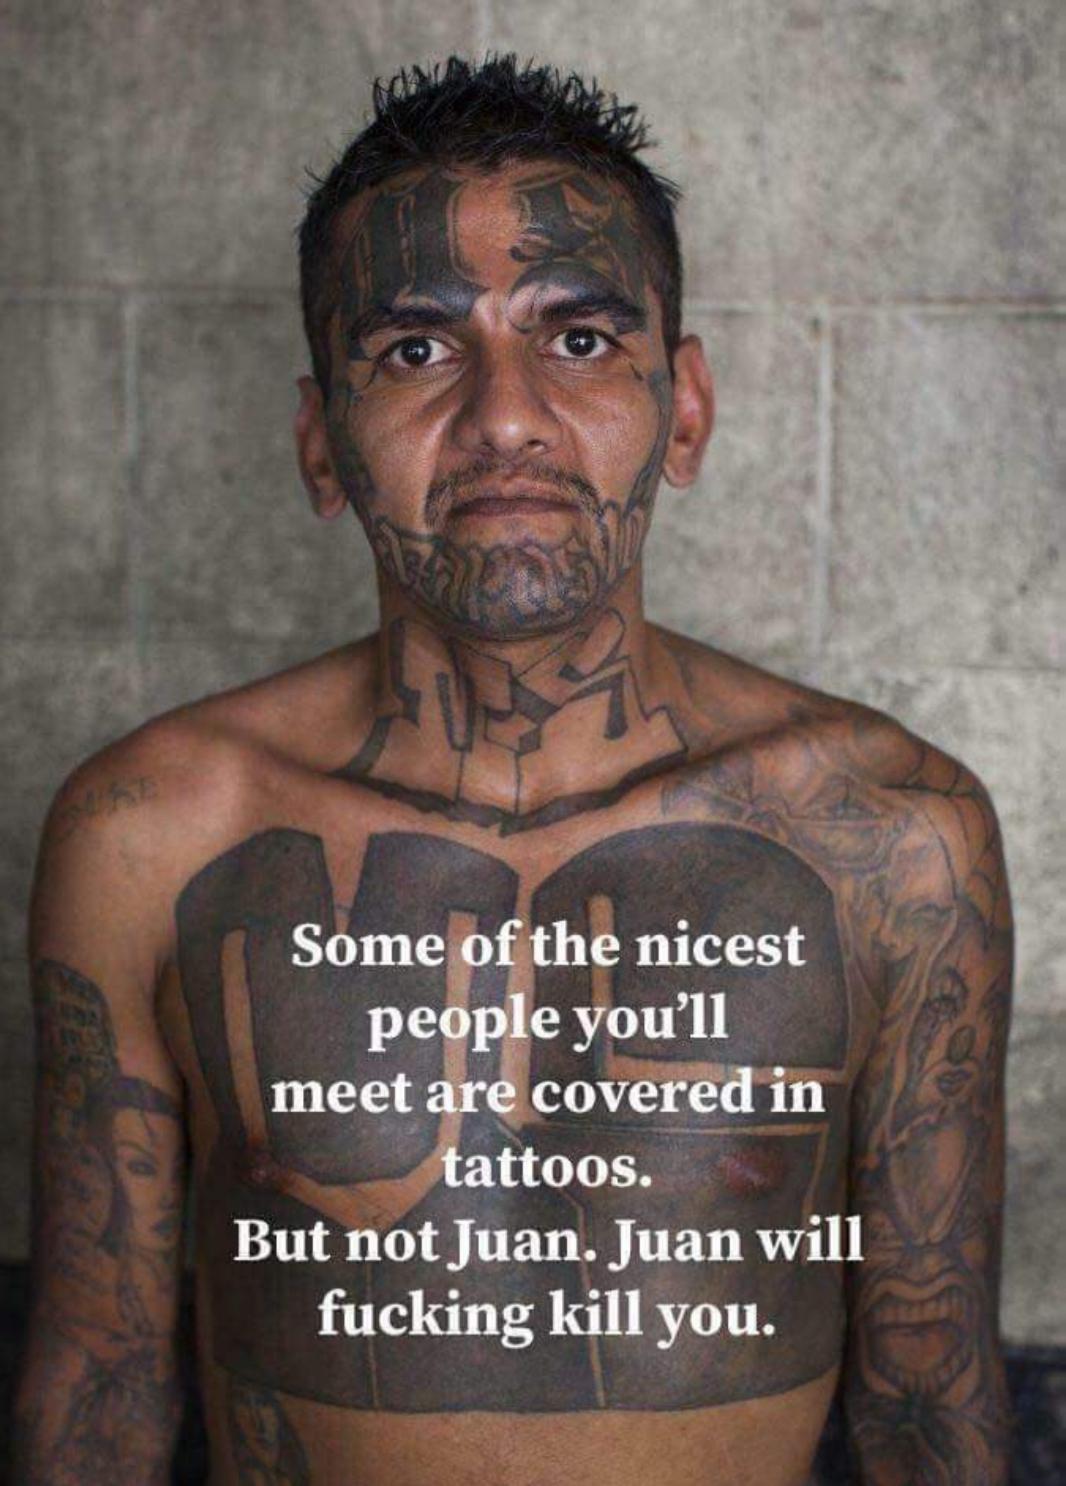 Some of the nicest
people you’ll
meet are covered in
tattoos.
But not Juan. Juan will
fucking kill you.